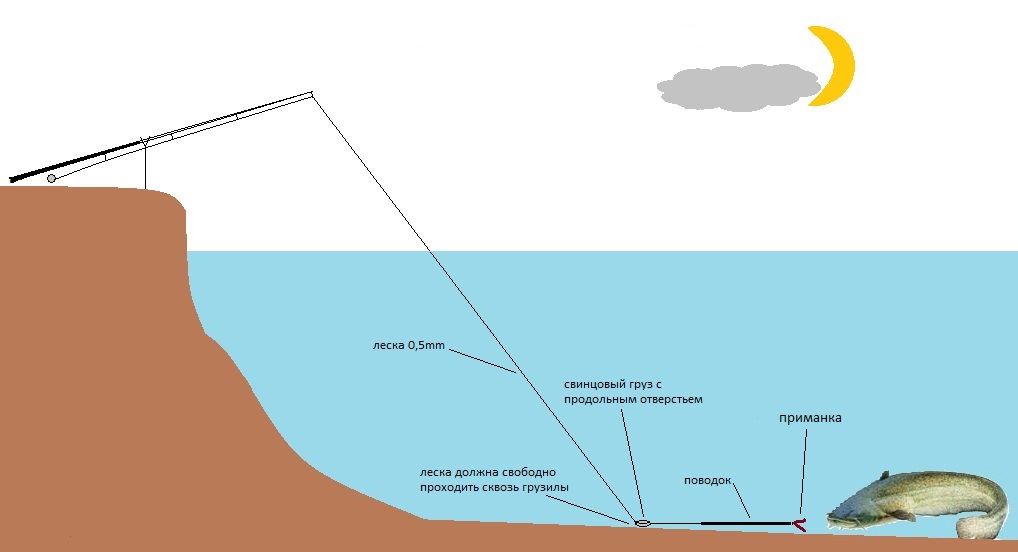 леска 0,5mm
свинцовый груз с
продольным отверстьем
приманка
леска должна свободно
проходить сквозь грузилы
поводок